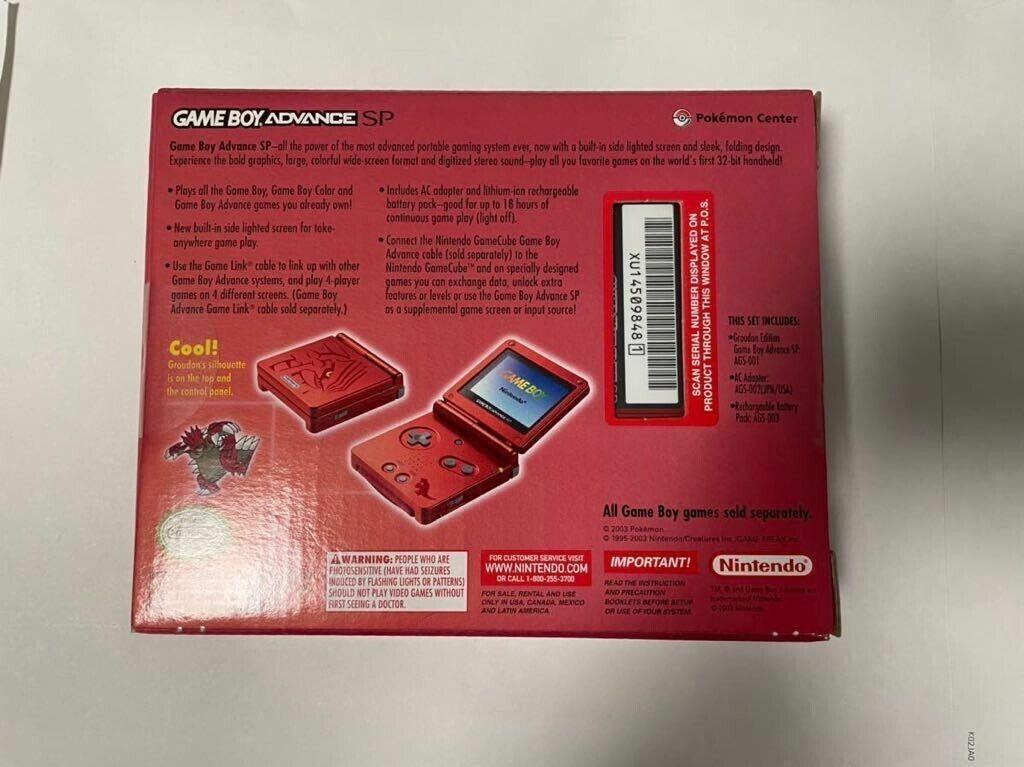 GAME BOY ADVANCE SP
Pokémon Center
Game Boy Advance SP—all the power of the most advanced portable gaming system ever, now with a built-in side lighted screen and sleek, folding design.
Experience the bold graphics, large, colorful wide-screen format and digitized stereo sound—play all you favorite games on the world's first 32-bit handheld!
• Plays all the Game Boy, Game Boy Color and
Game Boy Advance games you already own!
• New built-in side lighted screen for take-
anywhere game play.
• Use the Game Link® cable to link up with other
Game Boy Advance systems, and play 4-player
games on 4 different screens. (Game Boy
Advance Game Link® cable sold separately.)
• Includes AC adapter and lithium-ion rechargeable
battery pack—good for up to 18 hours of
continuous game play (light off).
• Connect the Nintendo GameCube Game Boy
Advance cable (sold separately) to the
Nintendo GameCube™ and on specially designed
games you can exchange data, unlock extra
features or levels or use the Game Boy Advance SP
as a supplemental game screen or input source!
XU14509848 1
SCAN SERIAL NUMBER DISPLAYED ON
PRODUCT THROUGH THIS WINDOW AT P.O.S.
THIS SET INCLUDES:
•Groudon Edition
Game Boy Advance SP:
AGS-001
•AC Adapter:
AGS-002(JPN/USA)
•Rechargeable Battery
Pack: AGS-003
Cool!
Groudon's silhouette
is on the top and
the control panel.
GAME BOY
Nintendo
All Game Boy games sold separately.
© 2003 Pokémon.
© 1995-2003 Nintendo/Creatures Inc./GAME FREAK inc.
WARNING: PEOPLE WHO ARE
PHOTOSENSITIVE (HAVE HAD SEIZURES
INDUCED BY FLASHING LIGHTS OR PATTERNS)
SHOULD NOT PLAY VIDEO GAMES WITHOUT
FIRST SEEING A DOCTOR.
FOR CUSTOMER SERVICE VISIT
WWW.NINTENDO.COM
OR CALL 1-800-255-3700
FOR SALE, RENTAL AND USE
ONLY IN USA, CANADA, MEXICO
AND LATIN AMERICA.
IMPORTANT!
READ THE INSTRUCTION
AND PRECAUTION
BOOKLETS BEFORE SETUP
OR USE OF YOUR SYSTEM.
Nintendo®
TM, ® and Game Boy Advance are
trademarks of Nintendo.
© 2003 Nintendo.
K02JA0